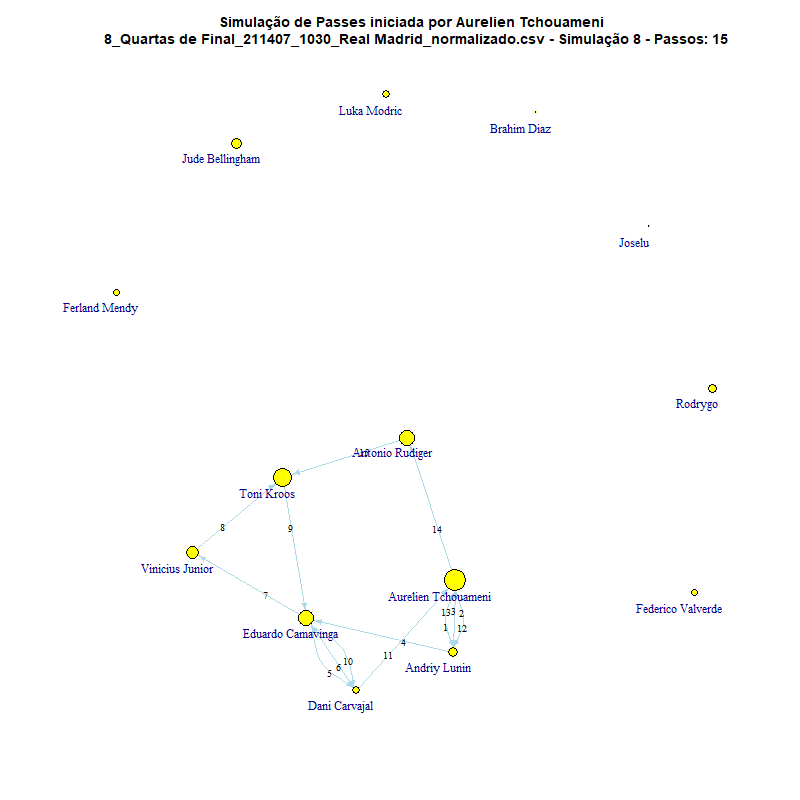 Simulação de Passes iniciada por Aurelien Tchouameni
8_Quartas de Final_211407_1030_Real Madrid_normalizado.csv - Simulação 8 - Passos: 15
Luka Modric
Brahim Diaz
Jude Bellingham
Joselu
Ferland Mendy
Rodrygo
Antonio Rudiger
Toni Kroos
8
9
14
Vinicius Junior
Aurelien Tchouameni
7
Federico Valverde
13
3
2
1
12
Eduardo Camavinga
4
11
10
6
5
Andriy Lunin
Dani Carvajal